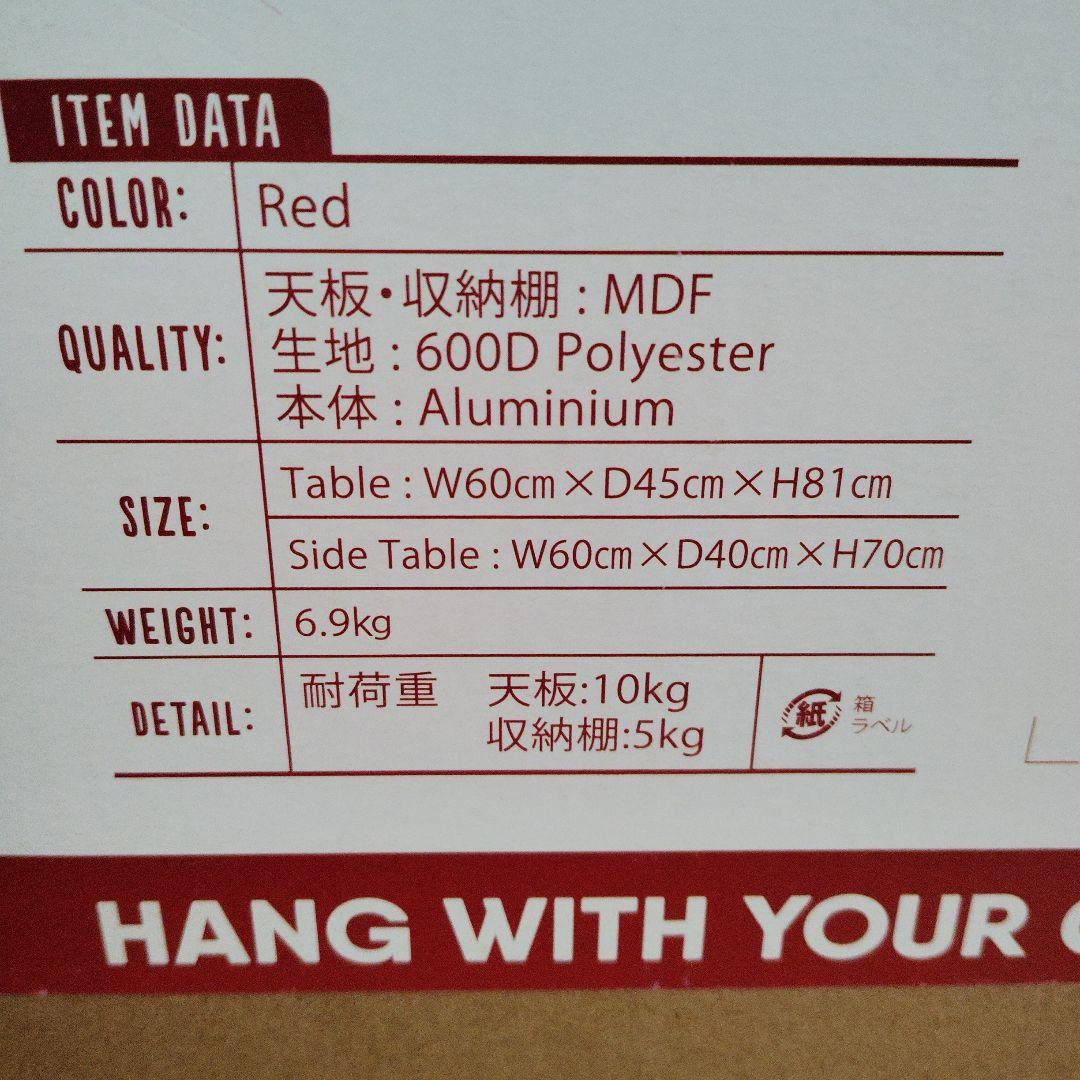 ITEM DATA
COLOR: Red
QUALITY: 天板・収納棚 : MDF
生地 : 600D Polyester
本体 : Aluminium
SIZE: Table : W60cm×D45cm×H81cm
Side Table : W60cm×D40cm×H70cm
WEIGHT: 6.9kg
DETAIL: 耐荷重 天板:10kg
収納棚:5kg
紙 箱
ラベル
HANG WITH YOUR